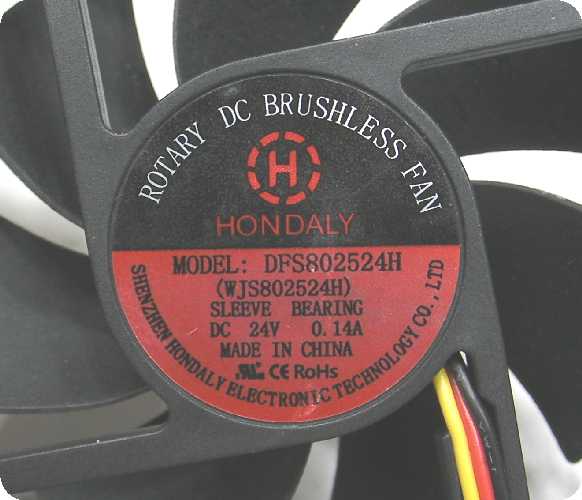 ROTARY DC BRUSHLESS FAN
H
HONDALY
MODEL: DFS802524H
(WJS802524H)
SLEEVE BEARING
DC 24V 0.14A
MADE IN CHINA
CE RoHs
SHENZHEN HONDALY ELECTRONIC TECHNOLOGY CO., LTD